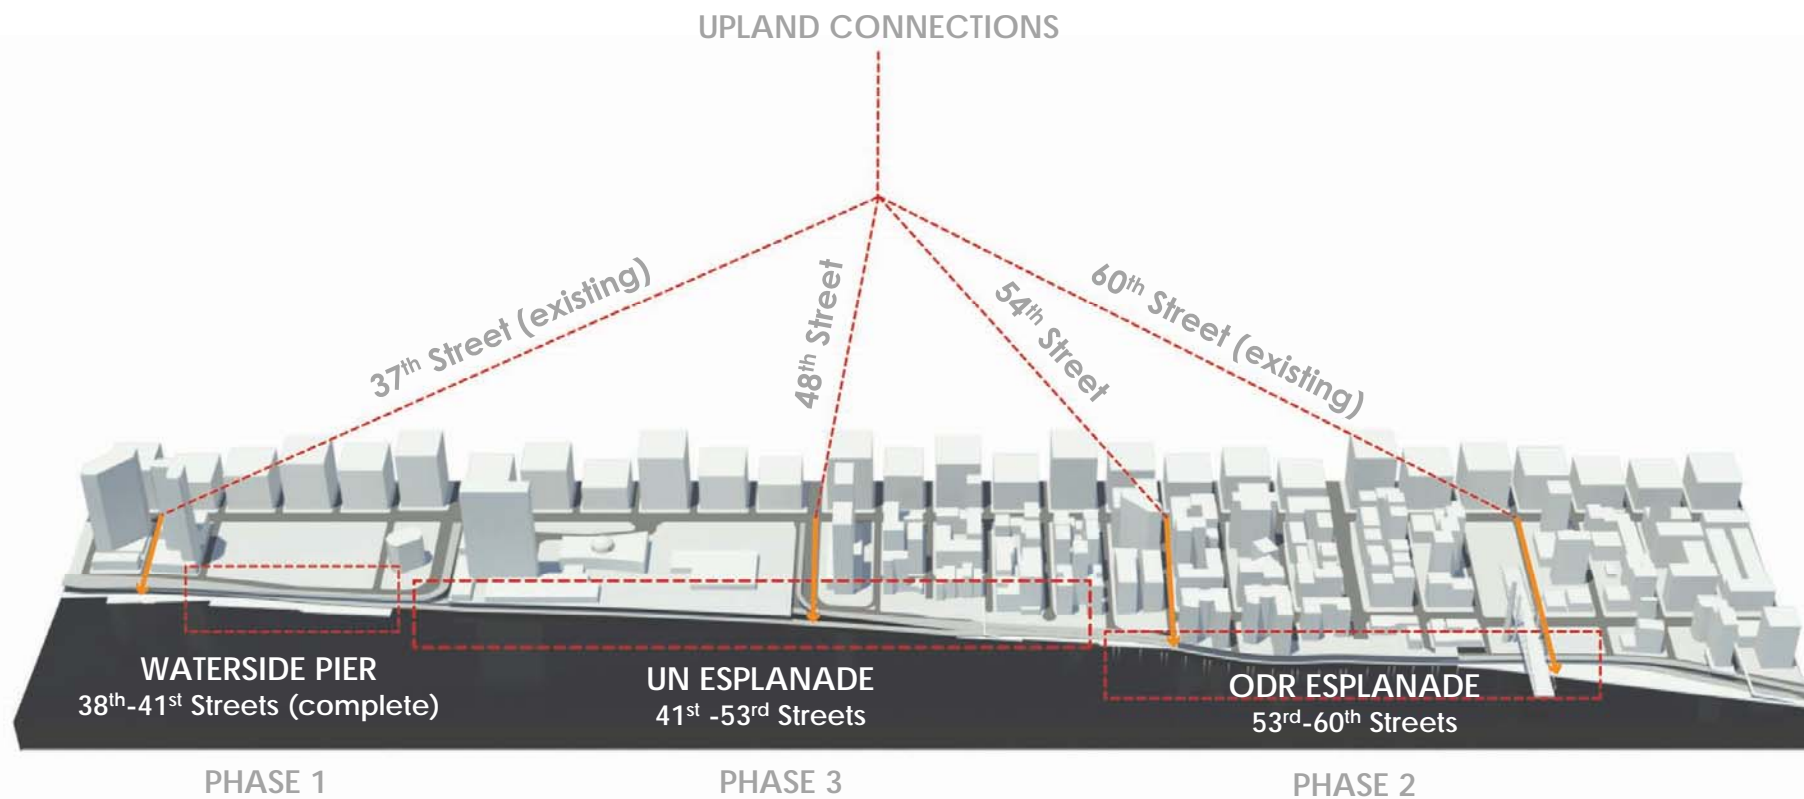 UPLAND CONNECTIONS
37th Street (existing)
48th Street
54th Street
60th Street (existing)
WATERSIDE PIER
38th-41st Streets (complete)
UN ESPLANADE
41st -53rd Streets
ODR ESPLANADE
53rd-60th Streets
PHASE 1
PHASE 3
PHASE 2